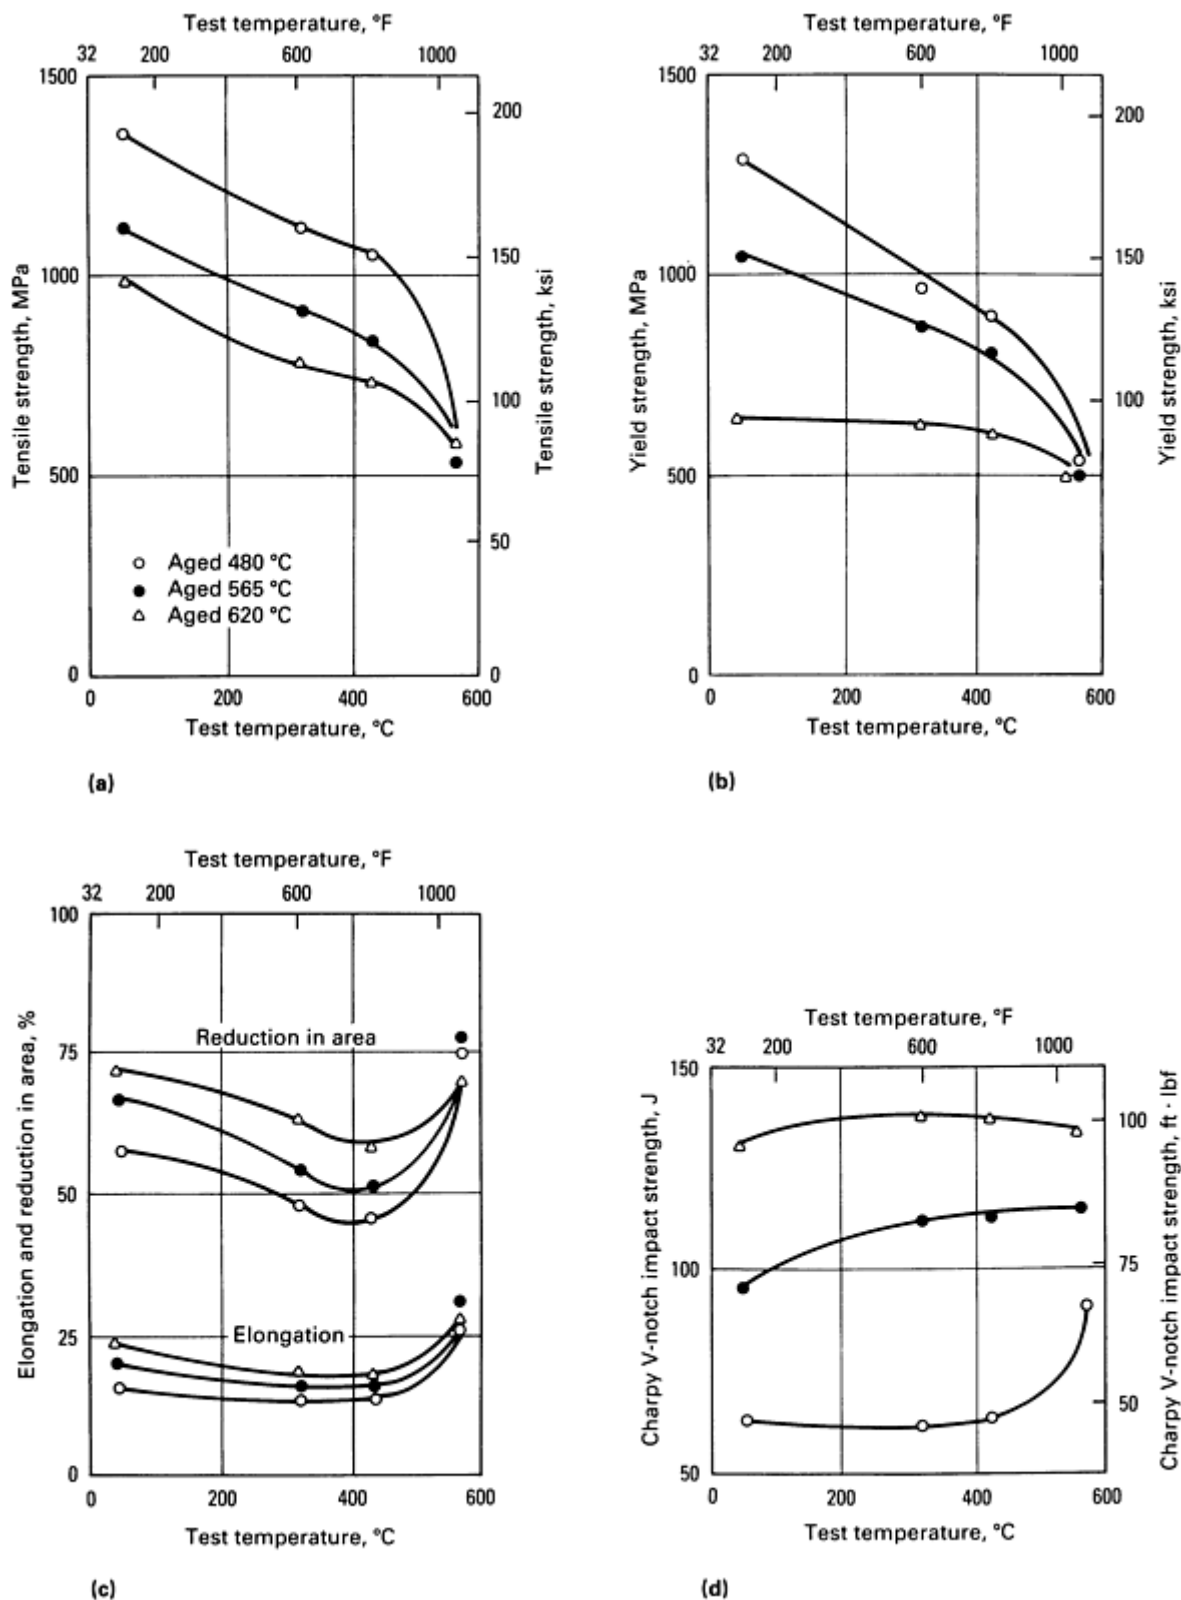 Test temperature, °F
32 200 600 1000
1500
1000
500
0
Tensile strength, MPa
200
150
100
50
0
Tensile strength, ksi
Aged 480 °C
Aged 565 °C
Aged 620 °C
0 200 400 600
Test temperature, °C
(a)
Test temperature, °F
32 200 600 1000
1500
1000
500
0
Yield strength, MPa
200
150
100
Yield strength, ksi
0 200 400 600
Test temperature, °C
(b)
Test temperature, °F
32 200 600 1000
100
75
50
25
0
Elongation and reduction in area, %
Reduction in area
Elongation
0 200 400 600
Test temperature, °C
(c)
Test temperature, °F
32 200 600 1000
150
100
50
Charpy V-notch impact strength, J
100
75
50
Charpy V-notch impact strength, ft · lbf
0 200 400 600
Test temperature, °C
(d)